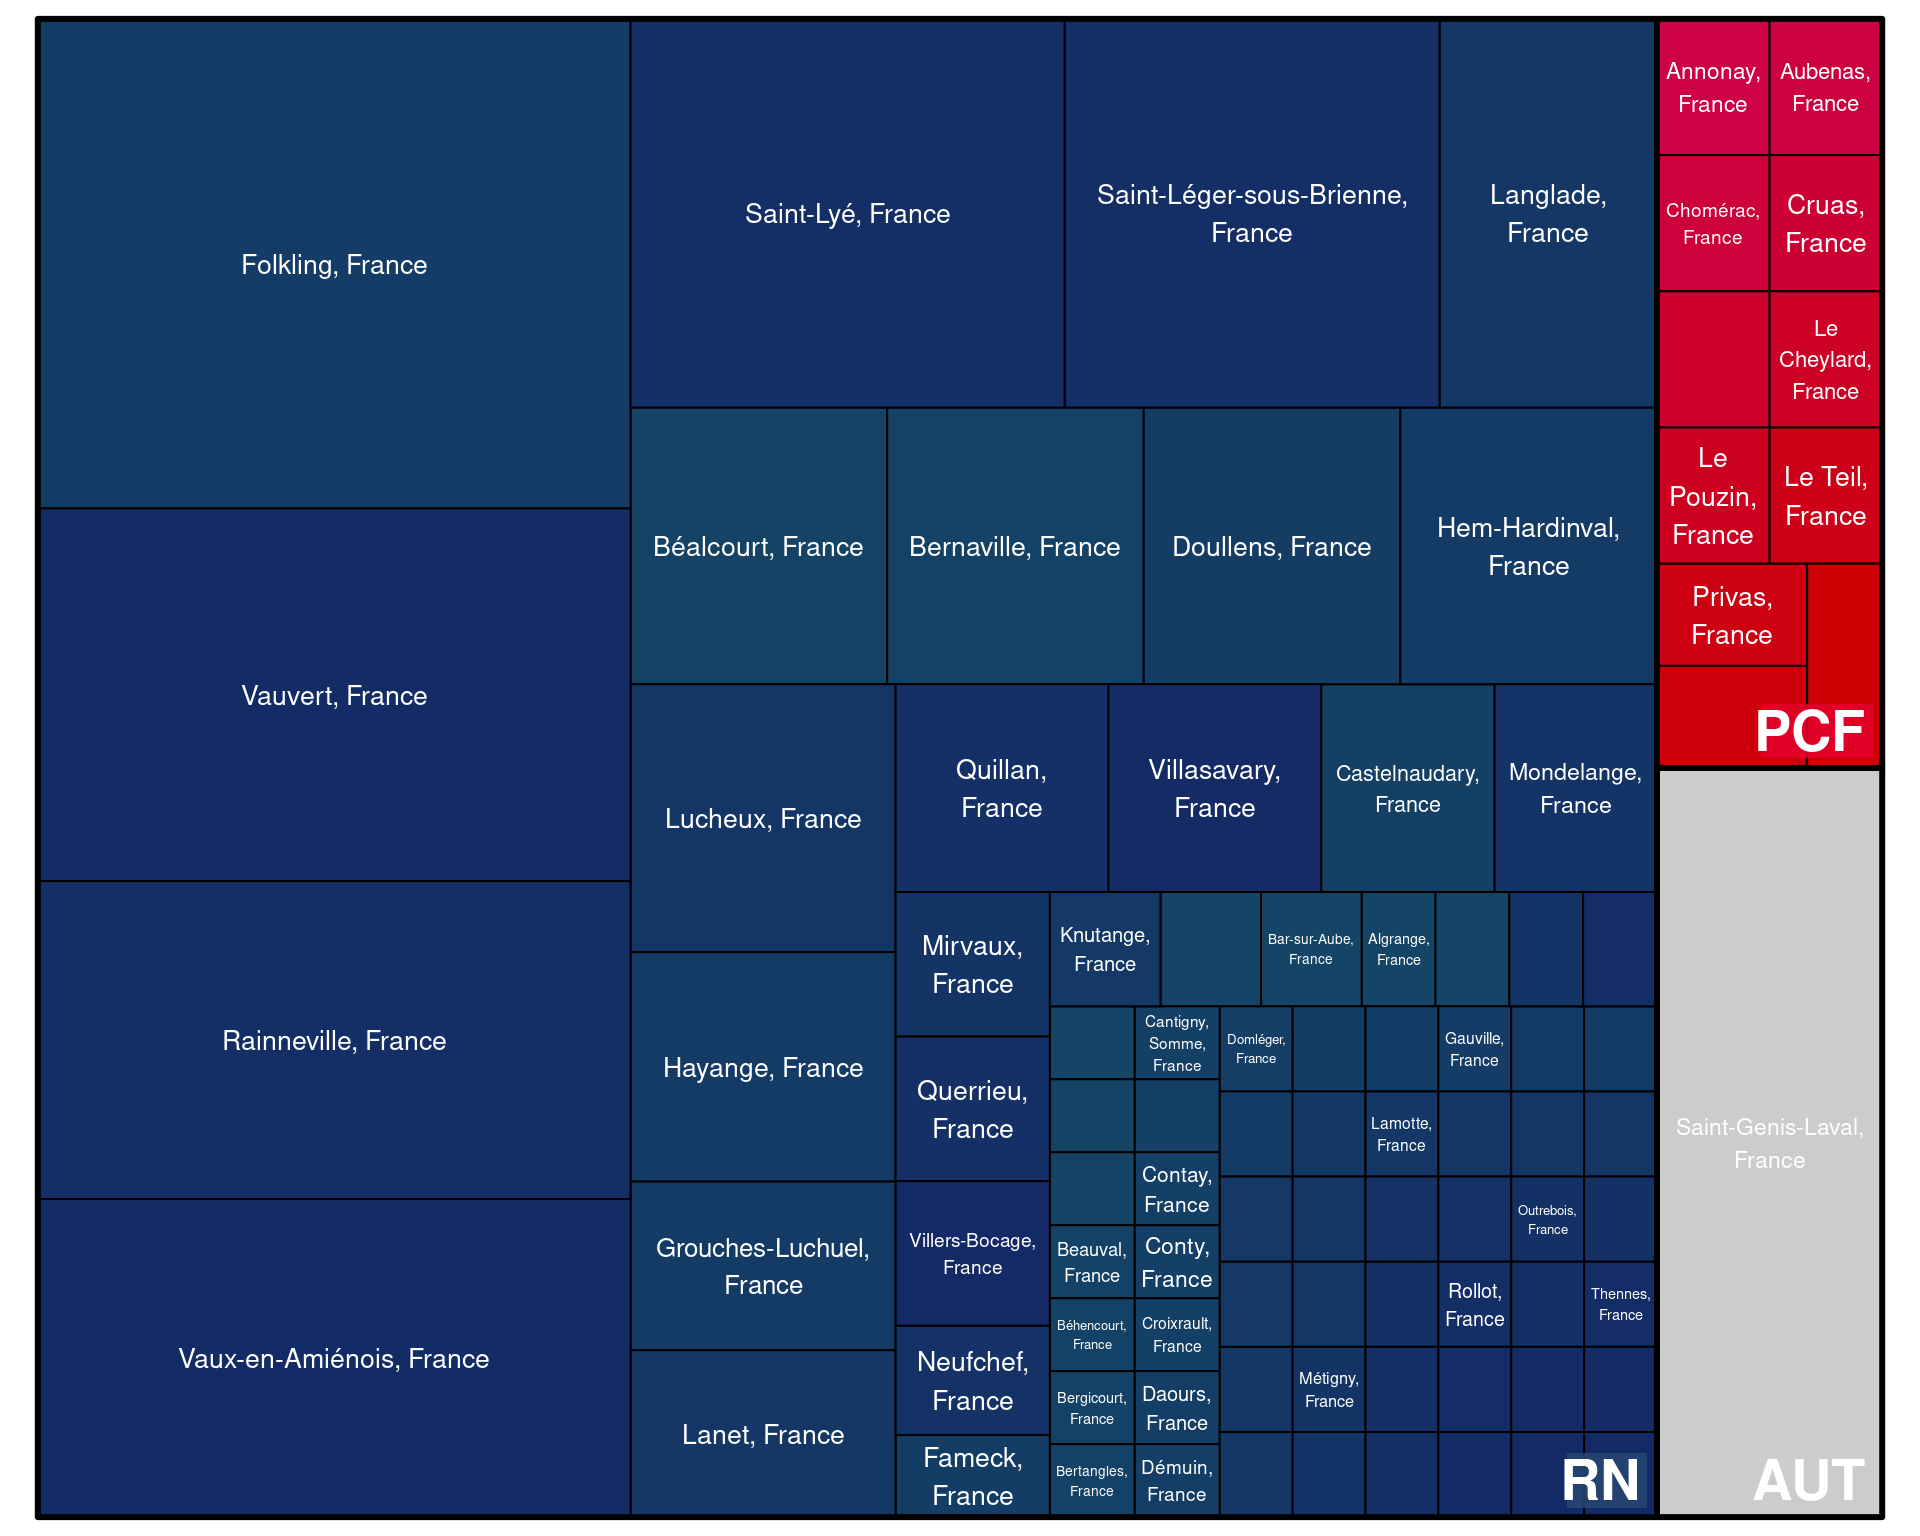 Folkling, France
Vauvert, France
Rainneville, France
Vaux-en-Amiénois, France
Saint-Lyé, France
Saint-Léger-sous-Brienne,
France
Langlade,
France
Béalcourt, France
Bernaville, France
Doullens, France
Hem-Hardinval,
France
Lucheux, France
Hayange, France
Grouches-Luchuel,
France
Lanet, France
Quillan,
France
Villasavary,
France
Castelnaudary,
France
Mondelange,
France
Mirvaux,
France
Querrieu,
France
Villers-Bocage,
France
Neufchef,
France
Fameck,
France
Knutange,
France
Bar-sur-Aube,
France
Algrange,
France
Cantigny,
Somme,
France
Contay,
France
Beauval,
France
Conty,
France
Béhencourt,
France
Croixrault,
France
Bergicourt,
France
Daours,
France
Bertangles,
France
Démuin,
France
Domléger,
France
Gauville,
France
Lamotte,
France
Outrebois,
France
Rollot,
France
Thennes,
France
Métigny,
France
RN
Annonay,
France
Aubenas,
France
Chomérac,
France
Cruas,
France
Le
Cheylard,
France
Le
Pouzin,
France
Le Teil,
France
Privas,
France
PCF
Saint-Genis-Laval,
France
AUT